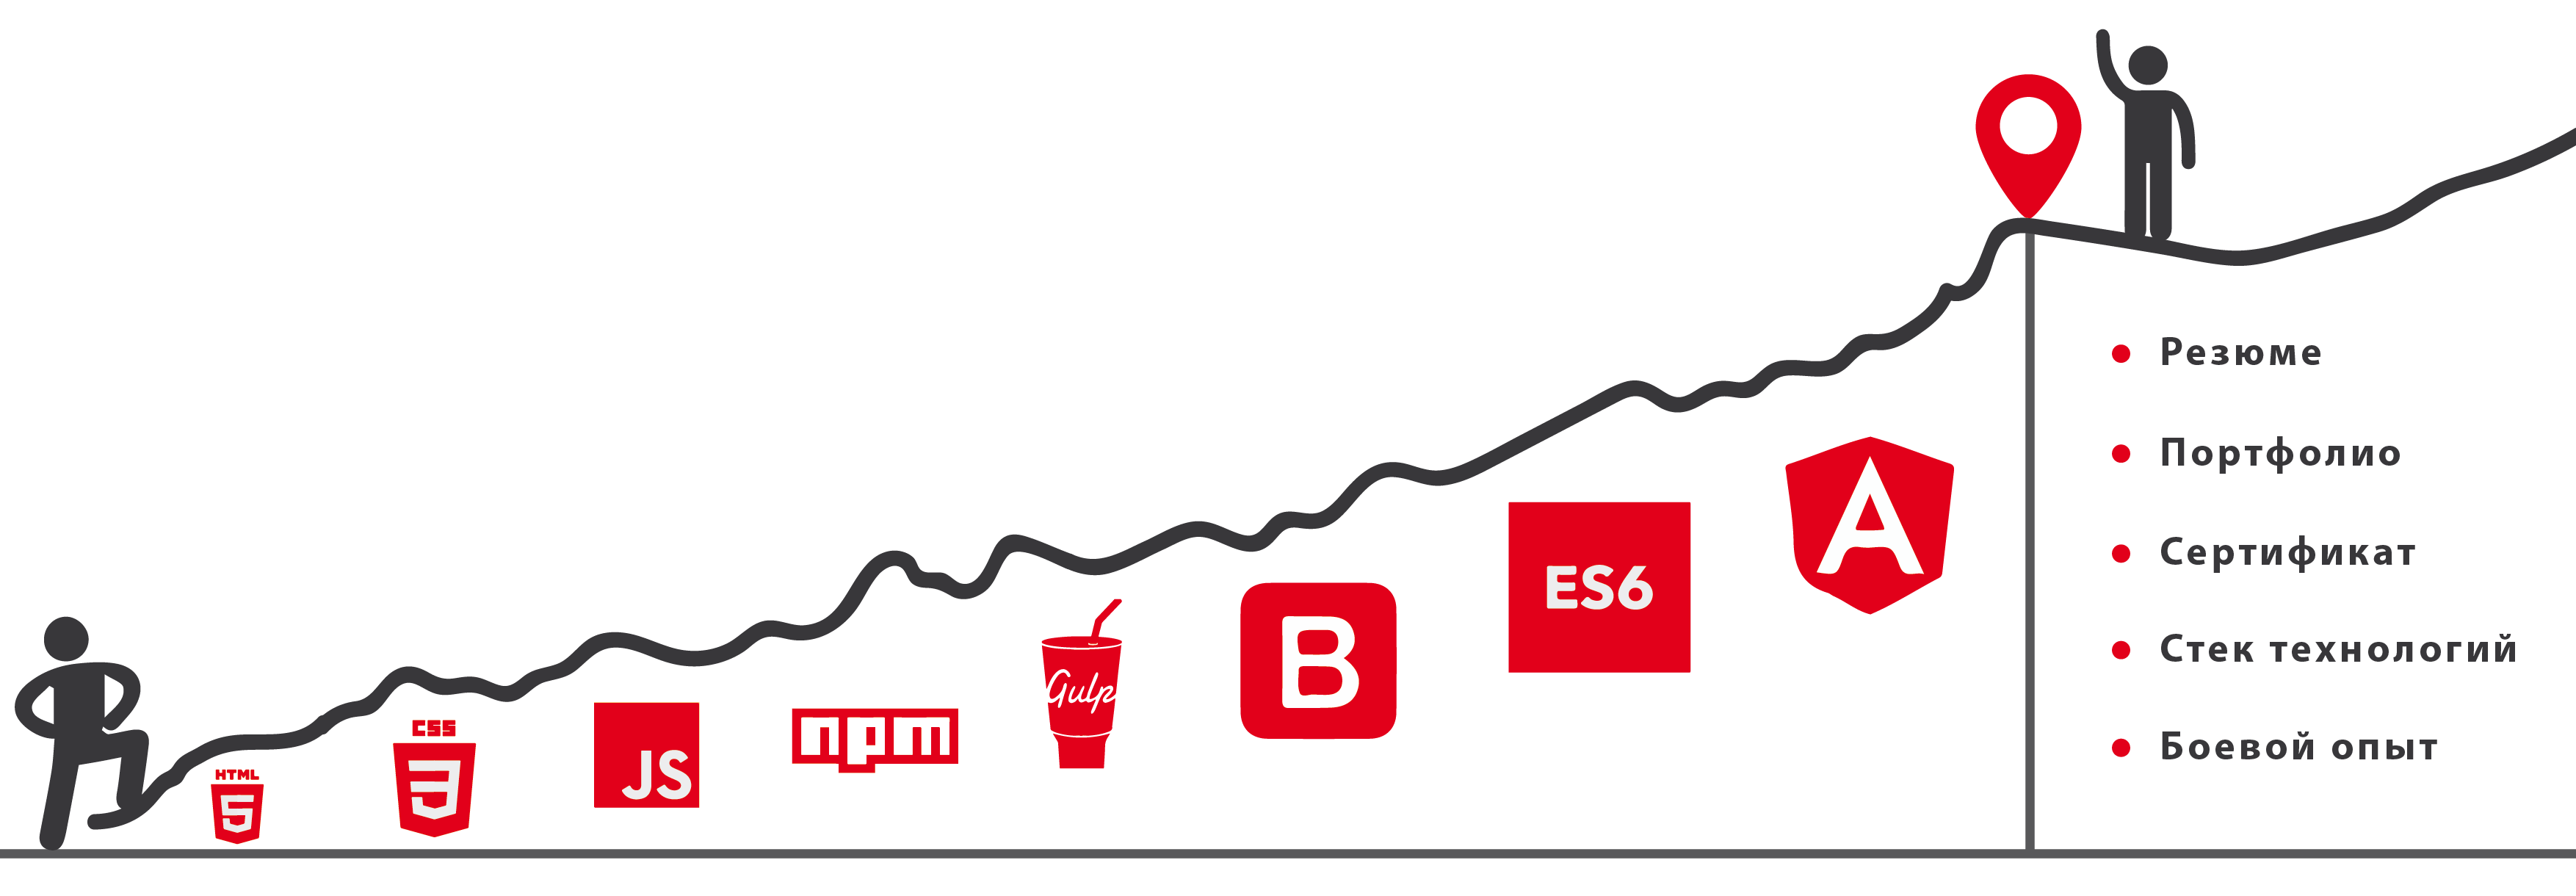 HTML
5
CSS
3
JS
npm
Gulp
B
ES6
A
Резюме
Портфолио
Сертификат
Стек технологий
Боевой опыт